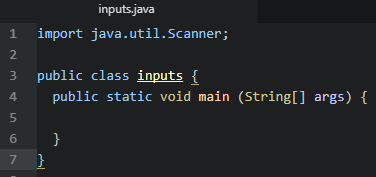 inputs.java
1 import java.util.Scanner;
2
3 public class inputs {
4   public static void main (String[] args) {
5
6   }
7 }